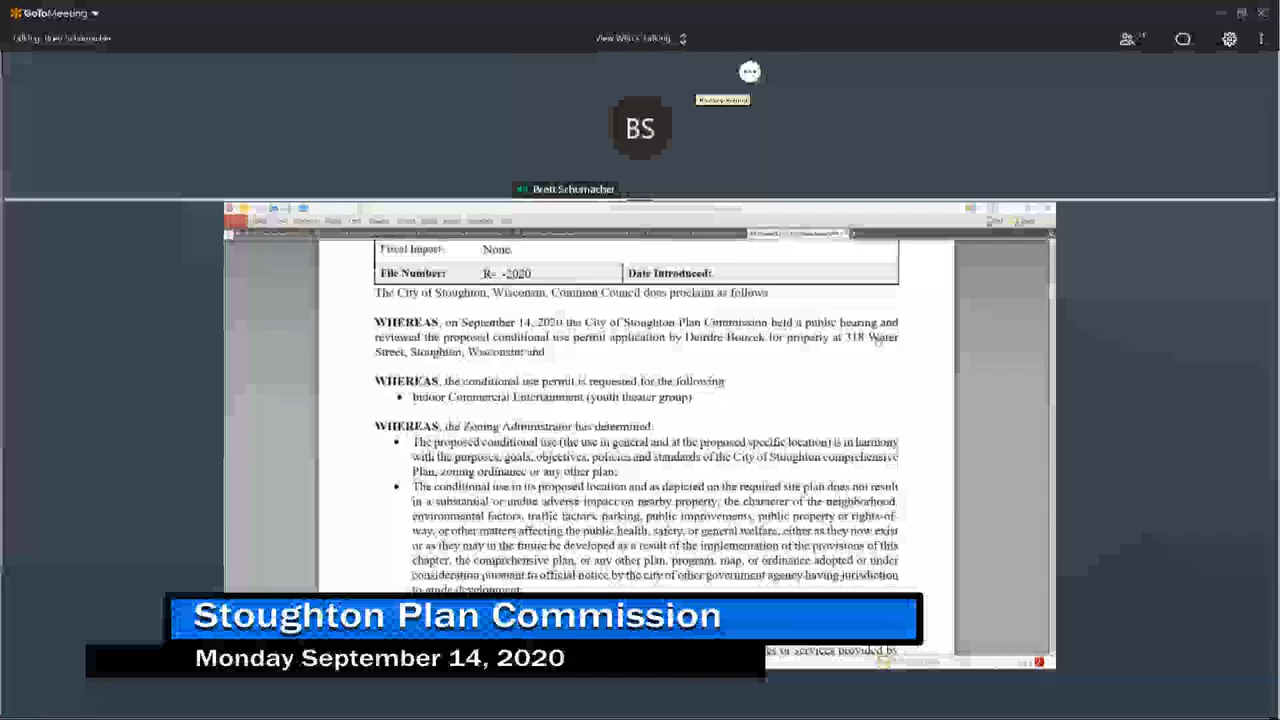 GoToMeeting
Talking: Brett Schumacher
View Who's Talking
BS
Brett Schumacher
Fiscal Impact: None
File Number: R- -2020 Date Introduced:
The City of Stoughton, Wisconsin, Common Council does proclaim as follows
WHEREAS, on September 14, 2020 the City of Stoughton Plan Commission held a public hearing and
reviewed the proposed conditional use permit application by Deirdre Bouzek for property at 318 Water
Street, Stoughton, Wisconsin; and
WHEREAS, the conditional use permit is requested for the following
• Indoor Commercial Entertainment (youth theater group)
WHEREAS, the Zoning Administrator has determined:
• The proposed conditional use (the use in general and at the proposed specific location) is in harmony
with the purposes, goals, objectives, policies and standards of the City of Stoughton comprehensive
Plan, zoning ordinance or any other plan;
• The conditional use in its proposed location and as depicted on the required site plan does not result
in a substantial or undue adverse impact on nearby property, the character of the neighborhood,
environmental factors, traffic factors, parking, public improvements, public property or rights-of-
way, or other matters affecting the public health, safety, or general welfare, either as they now exist
or as they may in the future be developed as a result of the implementation of the provisions of this
chapter, the comprehensive plan, or any other plan, program, map, or ordinance adopted or under
consideration pursuant to official notice by the city of other government agency having jurisdiction
to guide development;
Stoughton Plan Commission
or services provided by
Monday September 14, 2020